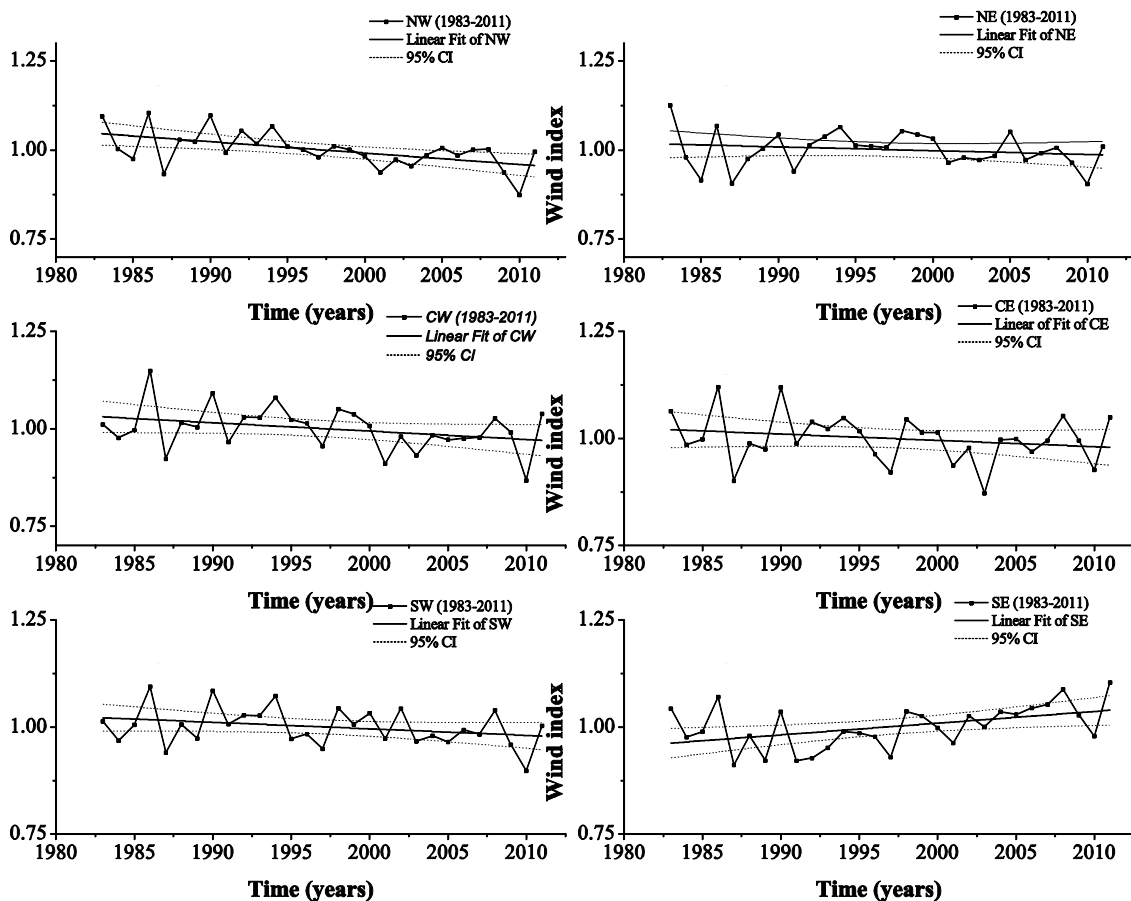 NW (1983-2011)
Linear Fit of NW
95% CI
1.25
1.00
0.75
1980 1985 1990 1995 2000 2005 2010
Time (years)
NE (1983-2011)
Linear Fit of NE
95% CI
Wind index
1.25
1.00
0.75
1980 1985 1990 1995 2000 2005 2010
Time (years)
CW (1983-2011)
Linear Fit of CW
95% CI
1.25
1.00
0.75
1980 1985 1990 1995 2000 2005 2010
Time (years)
CE (1983-2011)
Linear of Fit of CE
95% CI
Wind index
1.25
1.00
0.75
1980 1985 1990 1995 2000 2005 2010
Time (years)
SW (1983-2011)
Linear Fit of SW
95% CI
1.25
1.00
0.75
1980 1985 1990 1995 2000 2005 2010
Time (years)
SE (1983-2011)
Linear Fit of SE
95% CI
Wind index
1.25
1.00
0.75
1980 1985 1990 1995 2000 2005 2010
Time (years)